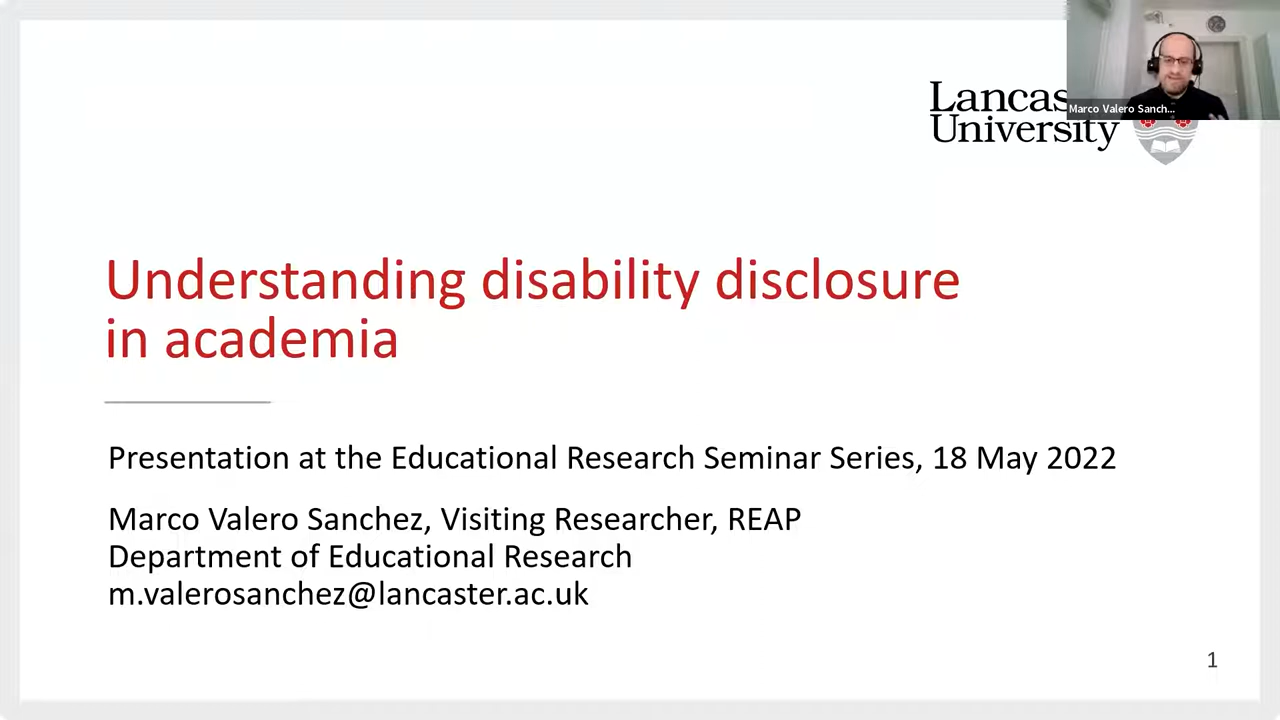 Lancas
University
Marco Valero Sanch...
Understanding disability disclosure
in academia
Presentation at the Educational Research Seminar Series, 18 May 2022
Marco Valero Sanchez, Visiting Researcher, REAP
Department of Educational Research
m.valerosanchez@lancaster.ac.uk
1